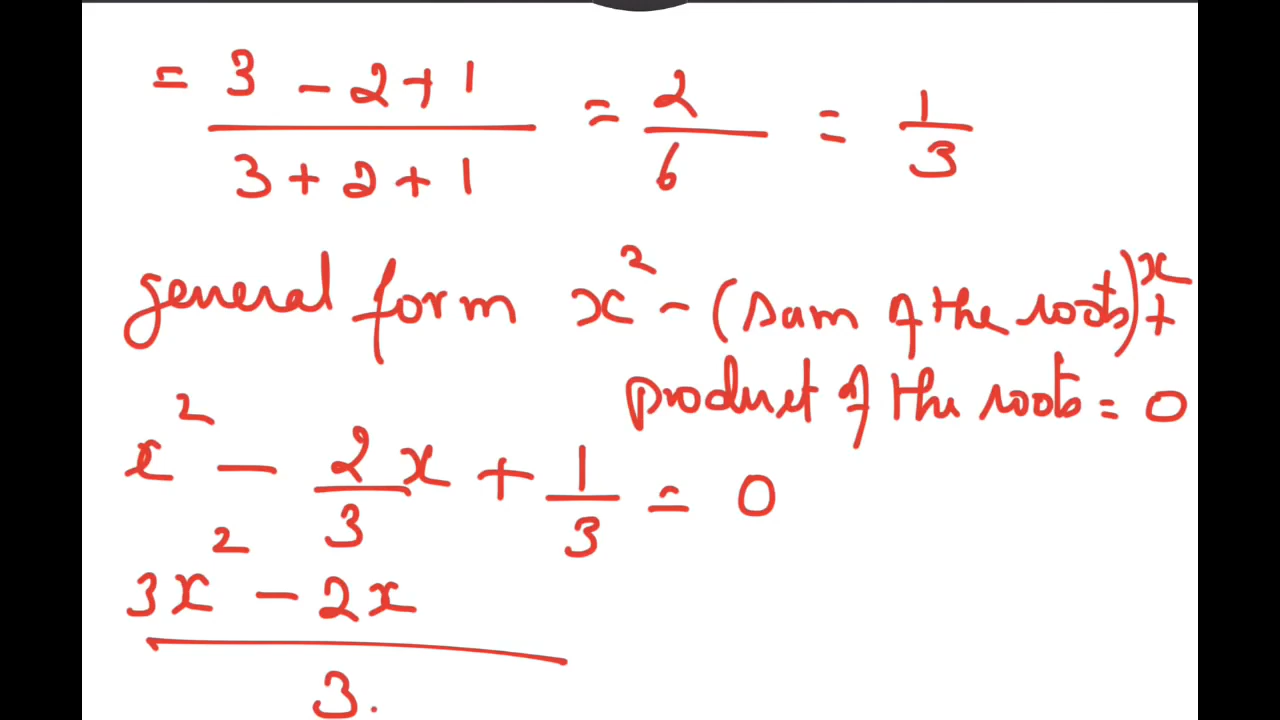 = (3 - 2 + 1)/(3 + 2 + 1) = 2/6 = 1/3
general form x² - (sum of the roots)x +
product of the roots = 0
x² - 2/3 x + 1/3 = 0
(3x² - 2x)/3.